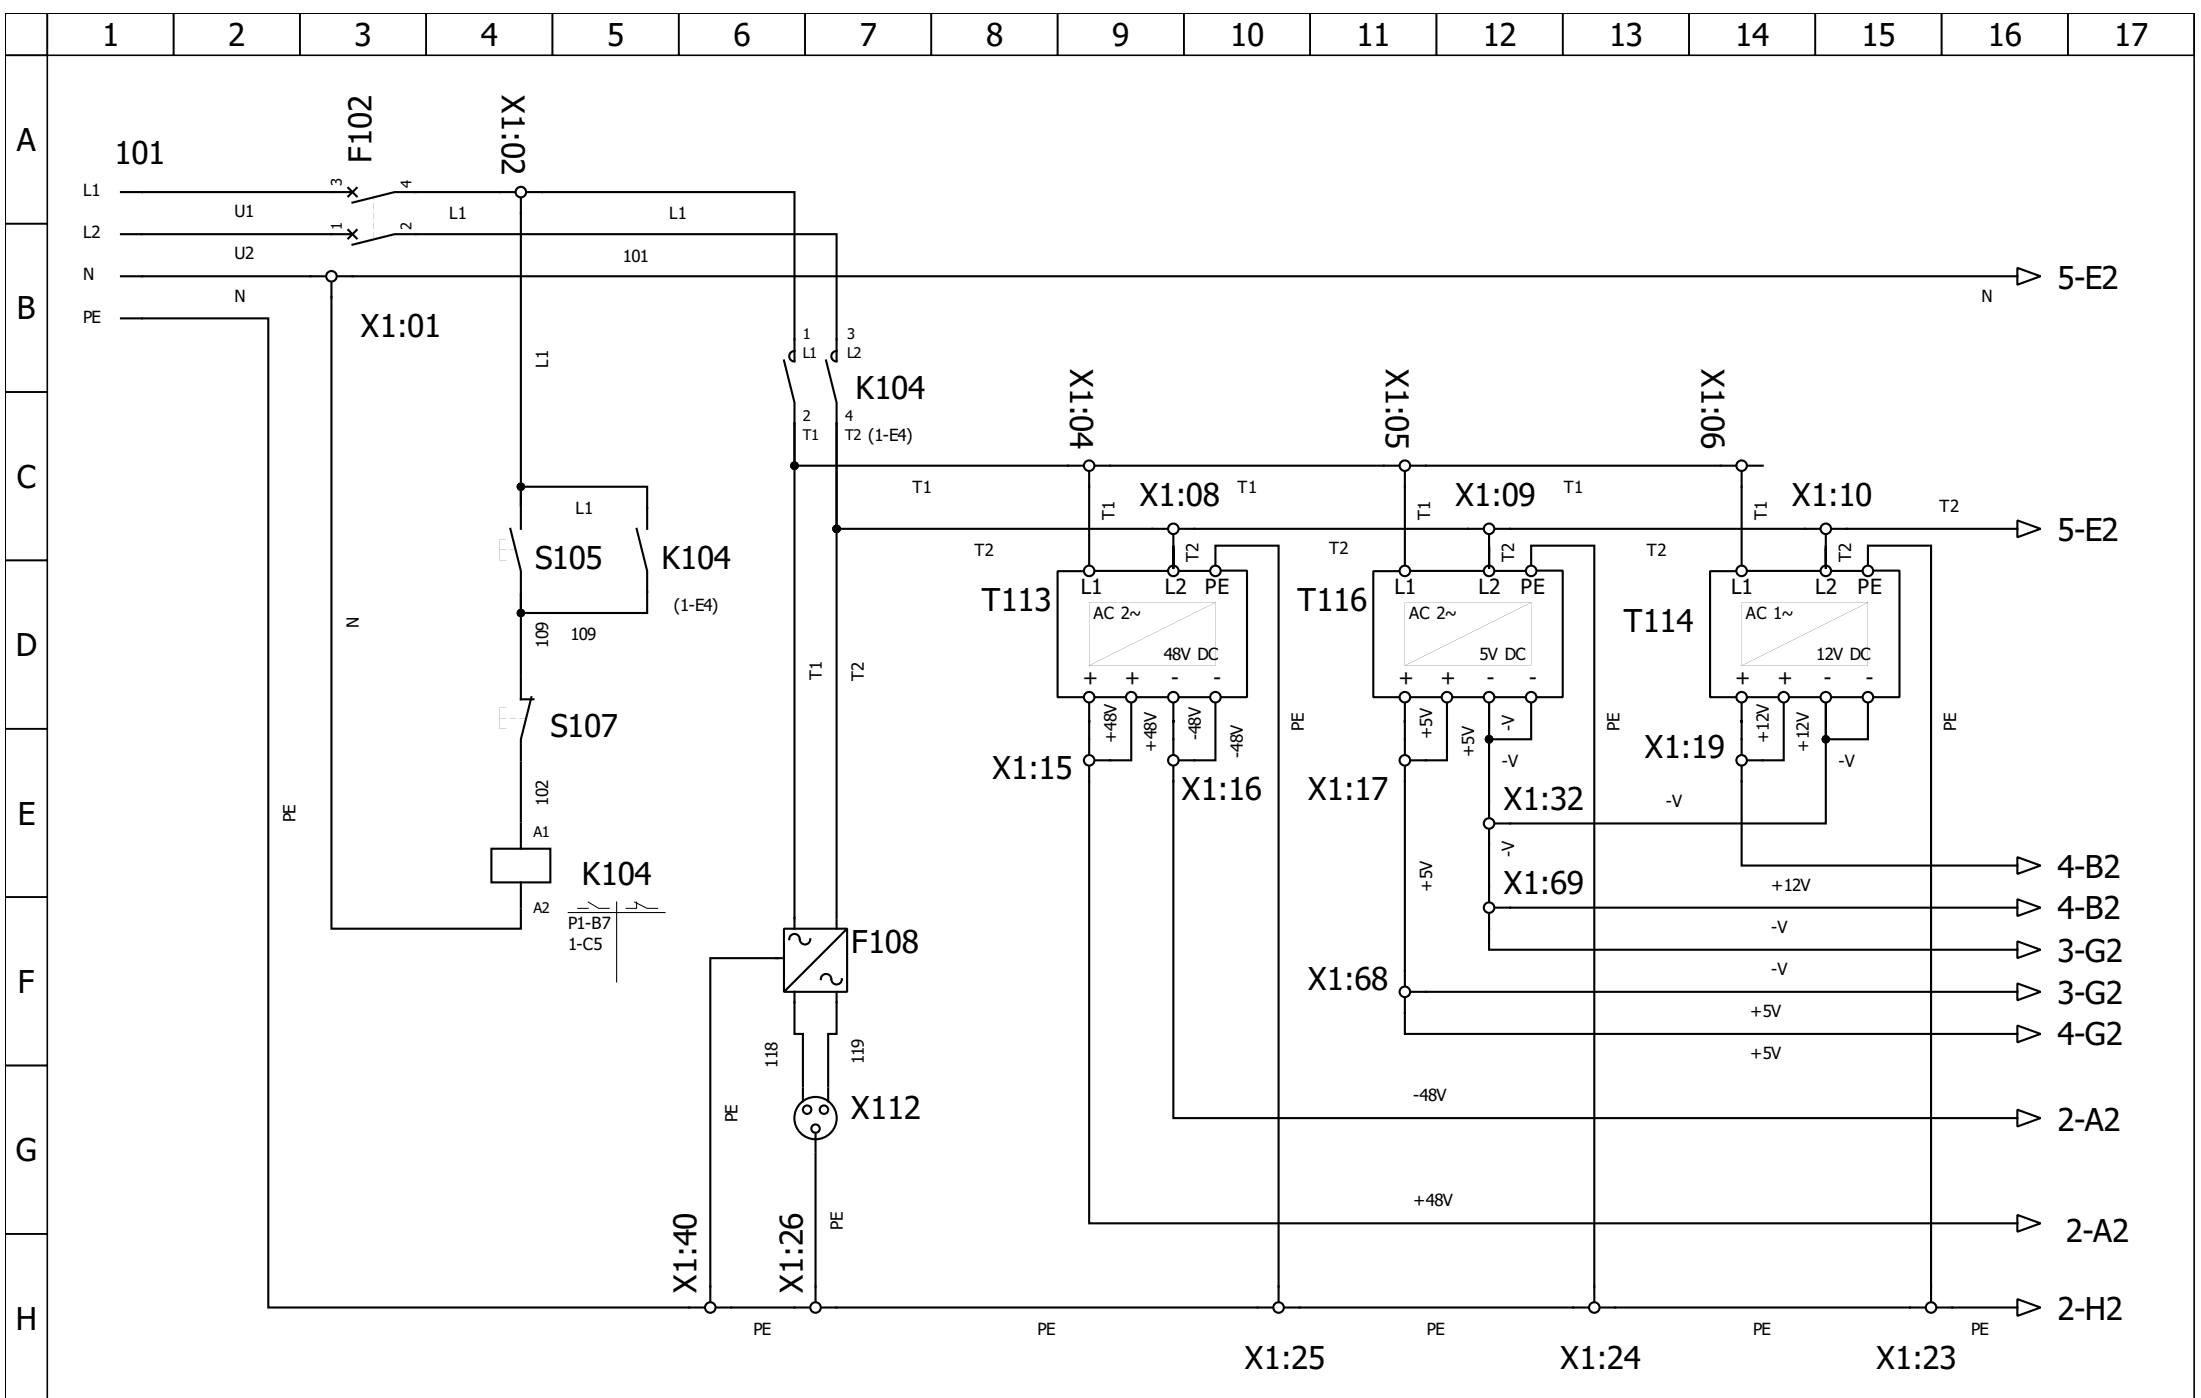 1 2 3 4 5 6 7 8 9 10 11 12 13 14 15 16 17
A
F102
X1:02
101
L1
3
4
U1
L1
L1
L2
1
2
U2
101
N
5-E2
B
N
N
X1:01
PE
1
L1
3
L2
L1
K104
X1:04
X1:05
X1:06
2
T1
4
T2 (1-E4)
C
T1
X1:08
T1
X1:09
T1
X1:10
T2
L1
T1
T1
T1
5-E2
T2
T2
T2
T2
T2
T2
S105
K104
T113
L1
L2
PE
T116
L1
L2
PE
T114
L1
L2
PE
(1-E4)
AC 2~
AC 2~
AC 1~
N
109
109
D
48V DC
5V DC
12V DC
T1
T2
+ + - -
+ + - -
+ + - -
S107
+48V
+48V
-48V
-48V
PE
+5V
+5V
-V
PE
+12V
+12V
PE
X1:15
X1:16
X1:17
-V
X1:19
-V
102
X1:32
-V
E
PE
A1
K104
-V
+5V
X1:69
+12V
4-B2
A2
P1-B7
1-C5
4-B2
-V
F108
3-G2
-V
F
X1:68
3-G2
+5V
4-G2
118
119
+5V
-48V
X112
PE
2-A2
G
+48V
X1:40
X1:26
PE
2-A2
H
2-H2
PE
PE
PE
PE
PE
X1:25
X1:24
X1:23